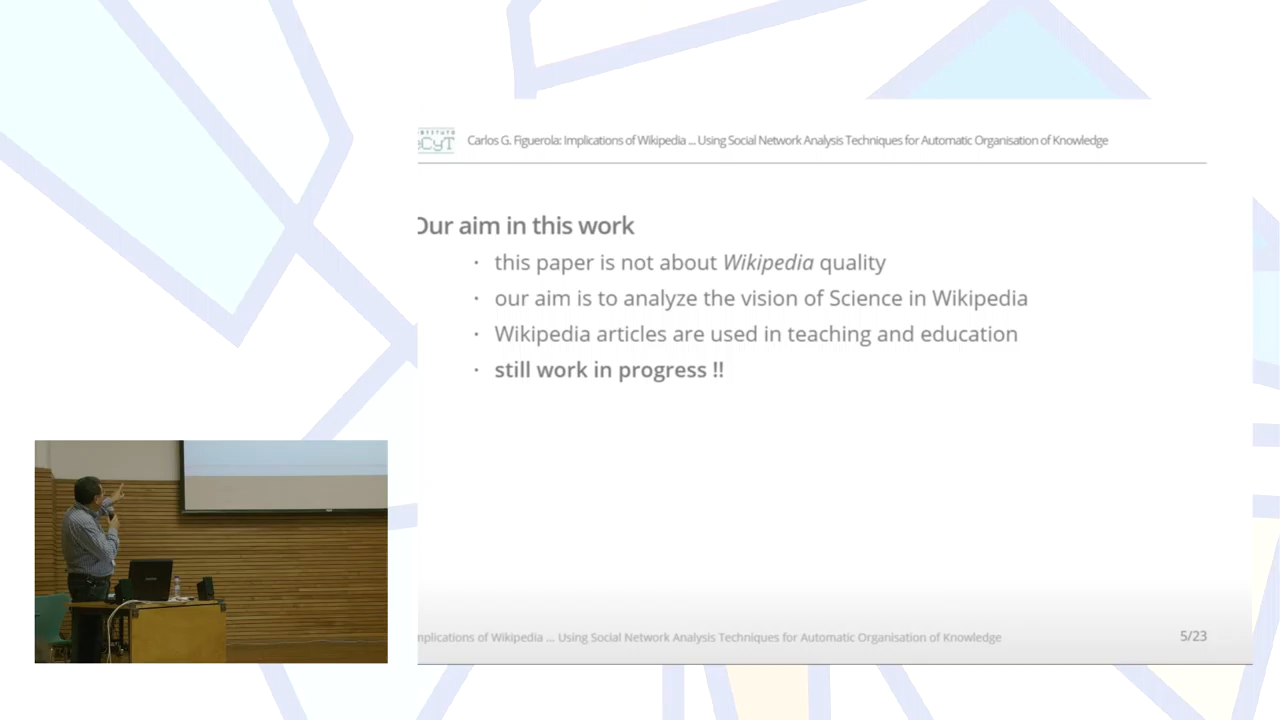 Carlos G. Figuerola: Implications of Wikipedia ... Using Social Network Analysis Techniques for Automatic Organisation of Knowledge
Our aim in this work
· this paper is not about Wikipedia quality
· our aim is to analyze the vision of Science in Wikipedia
· Wikipedia articles are used in teaching and education
· still work in progress !!
mplications of Wikipedia ... Using Social Network Analysis Techniques for Automatic Organisation of Knowledge
5/23